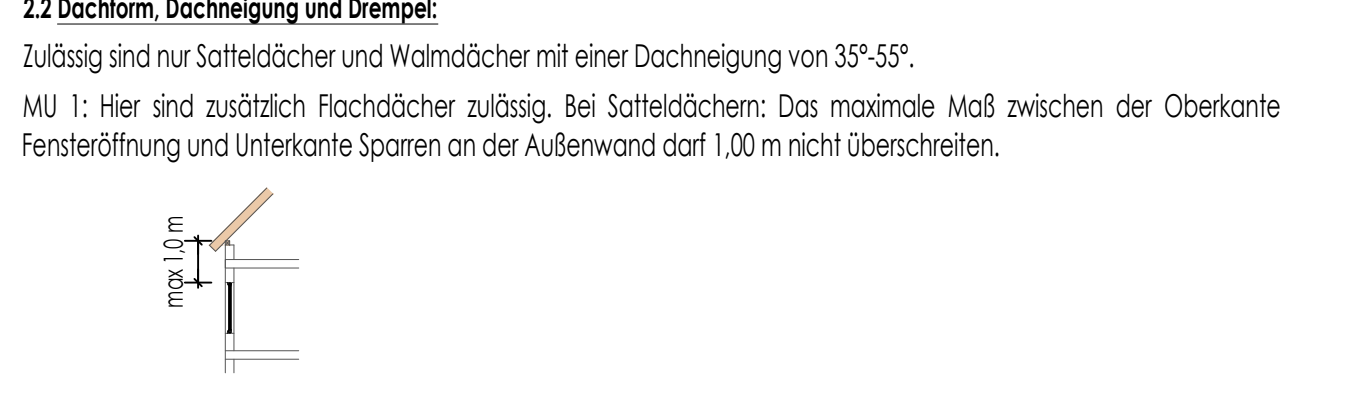 2.2 Dachform, Dachneigung und Drempel:
Zulässig sind nur Satteldächer und Walmdächer mit einer Dachneigung von 35°-55°.
MU 1: Hier sind zusätzlich Flachdächer zulässig. Bei Satteldächern: Das maximale Maß zwischen der Oberkante
Fensteröffnung und Unterkante Sparren an der Außenwand darf 1,00 m nicht überschreiten.
max 1,0 m